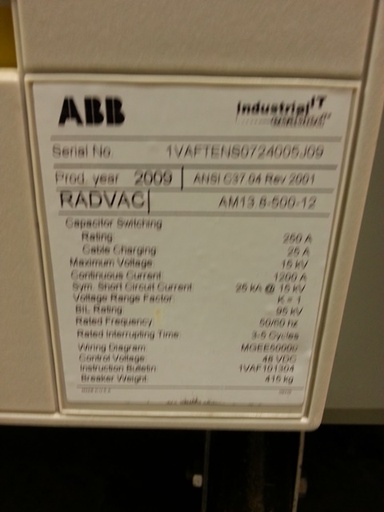 ABB
Industrial IT
Serial No. 1VAFTENS0724005J09
Prod. year 2009 ANSI C37.04 Rev 2001
RADVAC AM13.8-500-12
Capacitor Switching
Rating: 250 A
Cable Charging 25 A
Maximum Voltage 15 kV
Continuous Current 1200 A
Sym. Short Circuit Current 25 kA @ 15 kV
Voltage Range Factor K = 1
BIL Rating 95 kV
Rated Frequency 50/60 hz
Rated Interrupting Time 3-5 Cycles
Wiring Diagram MGEE50000
Control Voltage 48 VDC
Instruction Bulletin 1VAF101304
Breaker Weight 415 kg